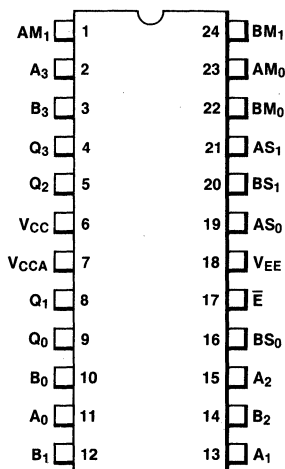 AM₁ 1 24 BM₁
A₃ 2 23 AM₀
B₃ 3 22 BM₀
Q₃ 4 21 AS₁
Q₂ 5 20 BS₁
VCC 6 19 AS₀
VCCA 7 18 VEE
Q₁ 8 17 E̅
Q₀ 9 16 BS₀
B₀ 10 15 A₂
A₀ 11 14 B₂
B₁ 12 13 A₁